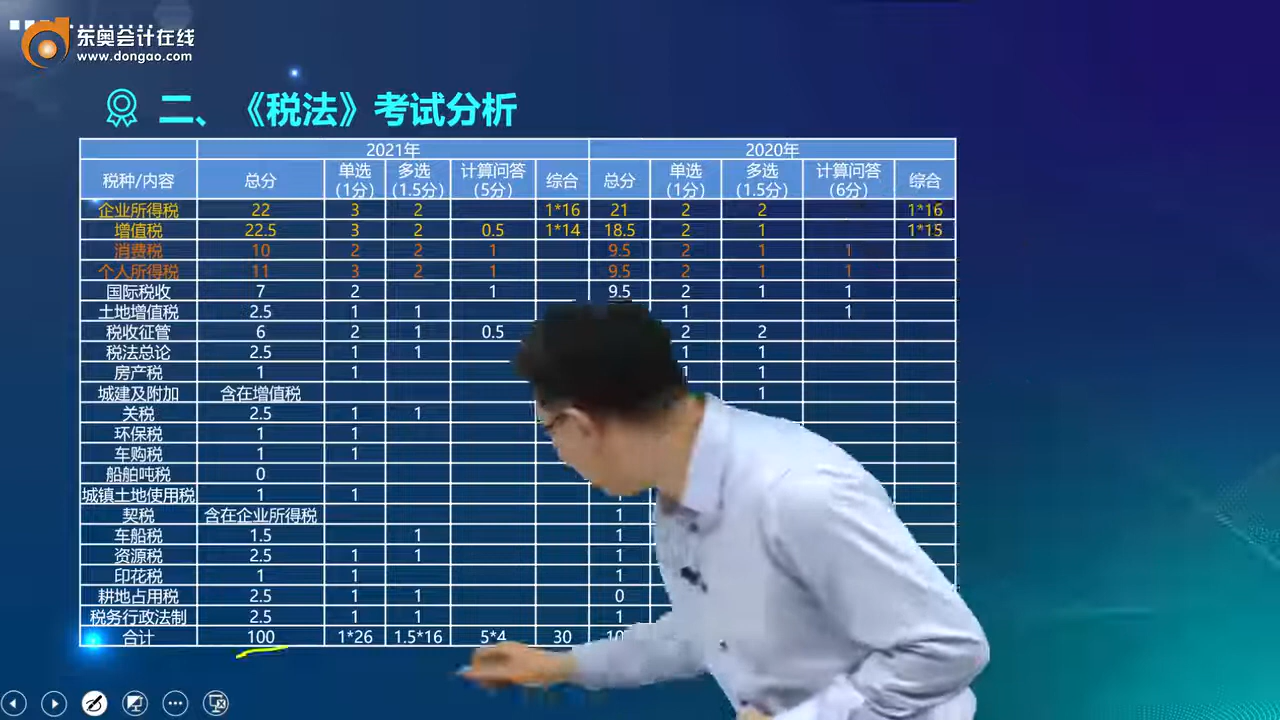 东奥会计在线
www.dongao.com
二、《税法》考试分析
2021年 2020年
税种/内容 总分 单选(1分) 多选(1.5分) 计算问答(5分) 综合 总分 单选(1分) 多选(1.5分) 计算问答(6分) 综合
企业所得税 22 3 2 1*16 21 2 2 1*16
增值税 22.5 3 2 0.5 1*14 18.5 2 1 1*15
消费税 10 2 2 1 9.5 2 1 1
个人所得税 11 3 2 1 9.5 2 1 1
国际税收 7 2 1 9.5 2 1 1
土地增值税 2.5 1 1 1 1
税收征管 6 2 1 0.5 2 2
税法总论 2.5 1 1 1 1
房产税 1 1 1 1
城建及附加 含在增值税 1
关税 2.5 1 1
环保税 1 1
车购税 1 1
船舶吨税 0
城镇土地使用税 1 1
契税 含在企业所得税 1
车船税 1.5 1 1
资源税 2.5 1 1 1
印花税 1 1 1
耕地占用税 2.5 1 1 0
税务行政法制 2.5 1 1 1
合计 100 1*26 1.5*16 5*4 30